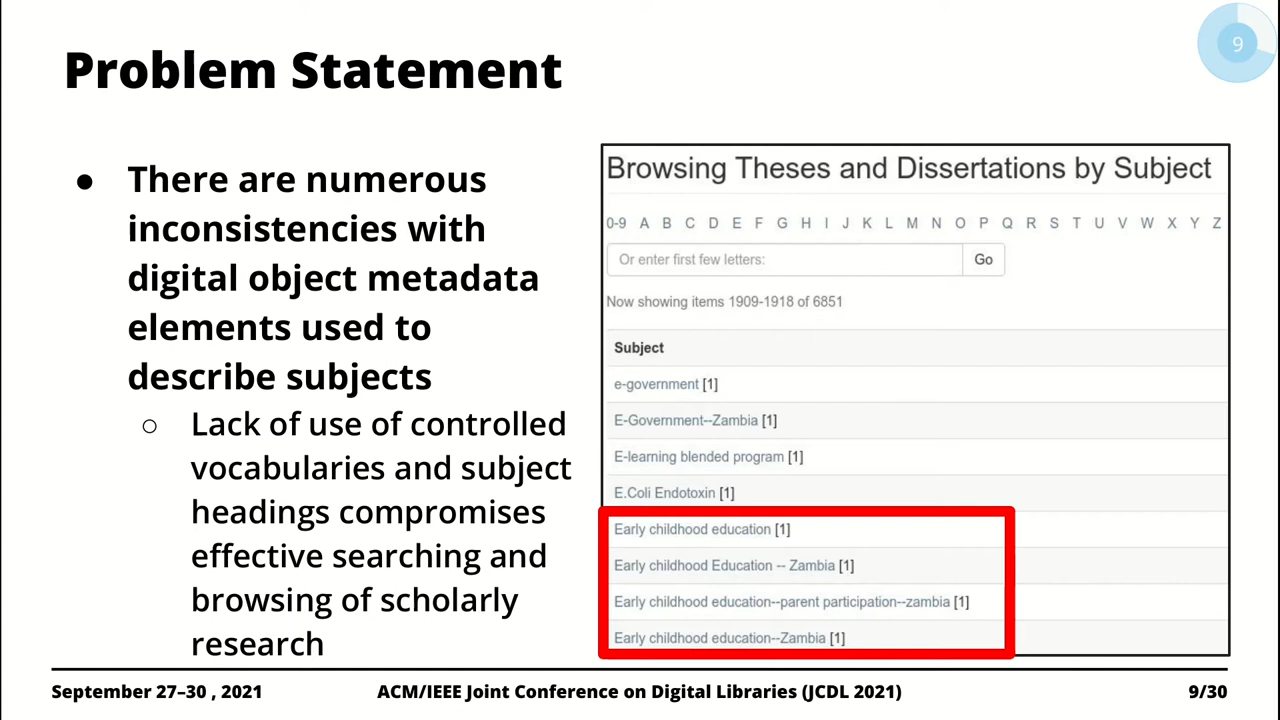 9
Problem Statement
● There are numerous
inconsistencies with
digital object metadata
elements used to
describe subjects
○ Lack of use of controlled
vocabularies and subject
headings compromises
effective searching and
browsing of scholarly
research
Browsing Theses and Dissertations by Subject
0-9 A B C D E F G H I J K L M N O P Q R S T U V W X Y Z
Or enter first few letters: Go
Now showing items 1909-1918 of 6851
Subject
e-government [1]
E-Government--Zambia [1]
E-learning blended program [1]
E.Coli Endotoxin [1]
Early childhood education [1]
Early childhood Education -- Zambia [1]
Early childhood education--parent participation--zambia [1]
Early childhood education--Zambia [1]
September 27–30 , 2021 ACM/IEEE Joint Conference on Digital Libraries (JCDL 2021) 9/30